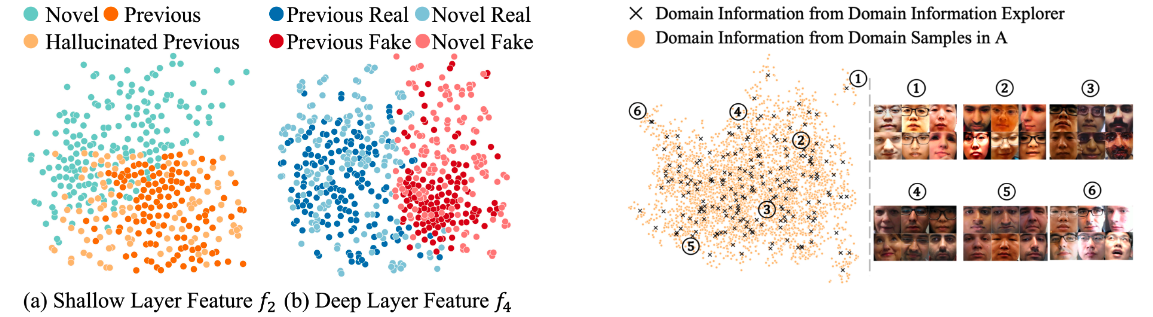 Novel Previous
Hallucinated Previous
Previous Real Novel Real
Previous Fake Novel Fake
(a) Shallow Layer Feature f₂ (b) Deep Layer Feature f₄
× Domain Information from Domain Information Explorer
Domain Information from Domain Samples in A
①
⑥
④
②
③
⑤
① ② ③
④ ⑤ ⑥